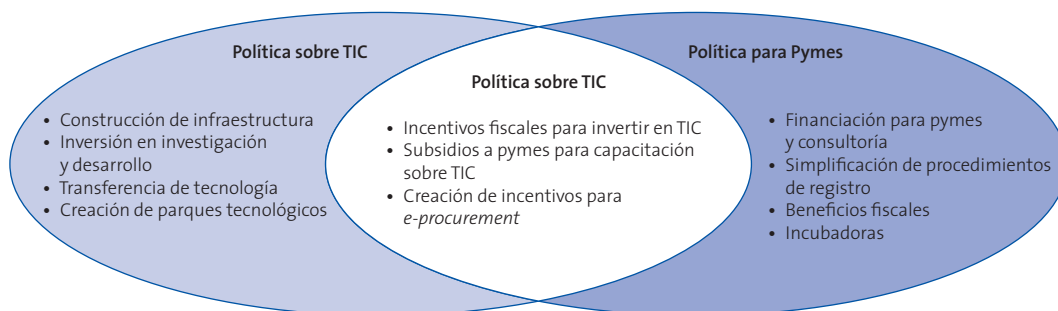 Política sobre TIC
• Construcción de infraestructura
• Inversión en investigación
y desarrollo
• Transferencia de tecnología
• Creación de parques tecnológicos
Política sobre TIC
• Incentivos fiscales para invertir en TIC
• Subsidios a pymes para capacitación
sobre TIC
• Creación de incentivos para
e-procurement
Política para Pymes
• Financiación para pymes
y consultoría
• Simplificación de procedimientos
de registro
• Beneficios fiscales
• Incubadoras